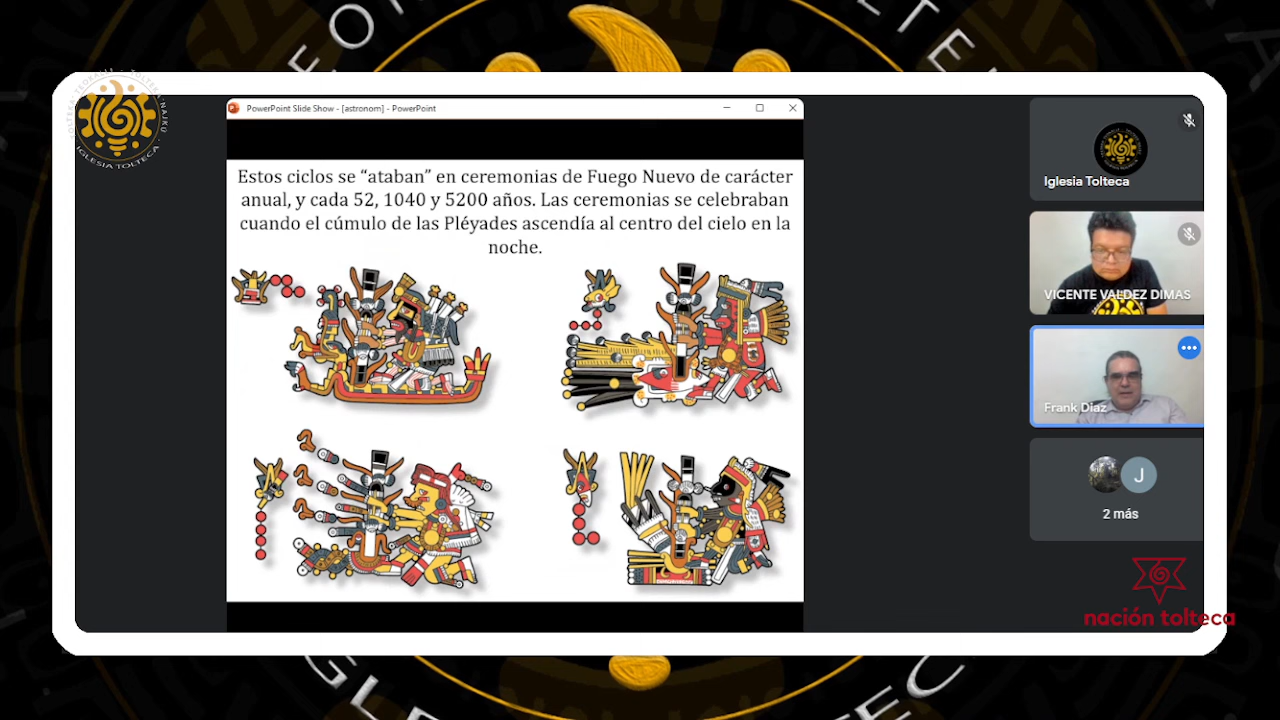 PowerPoint Slide Show - [astronom] - PowerPoint
Estos ciclos se “ataban” en ceremonias de Fuego Nuevo de carácter
anual, y cada 52, 1040 y 5200 años. Las ceremonias se celebraban
cuando el cúmulo de las Pléyades ascendía al centro del cielo en la
noche.
IGLESIA TOLTECA
Iglesia Tolteca
VICENTE VALDEZ DIMAS
Frank Diaz
J
2 más
nación tolteca